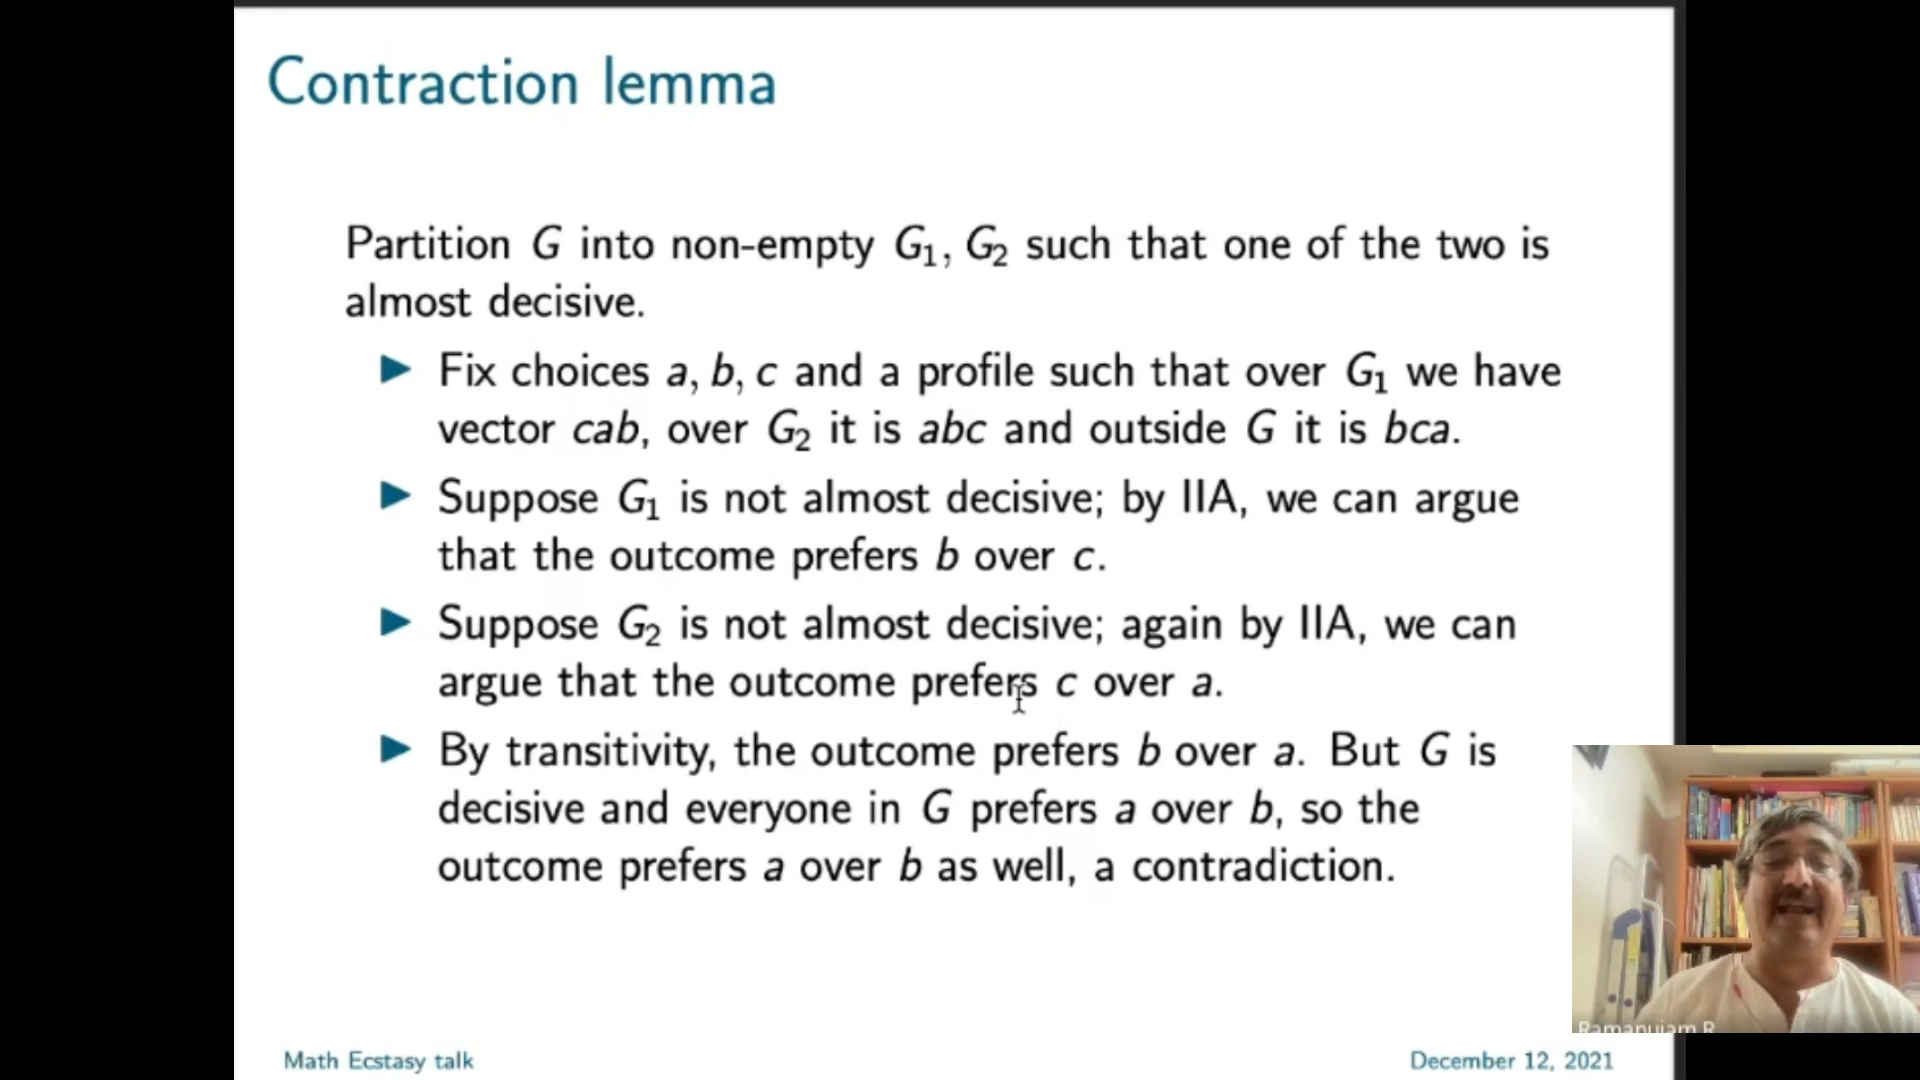 Contraction lemma
Partition G into non-empty G₁, G₂ such that one of the two is
almost decisive.
▶ Fix choices a, b, c and a profile such that over G₁ we have
vector cab, over G₂ it is abc and outside G it is bca.
▶ Suppose G₁ is not almost decisive; by IIA, we can argue
that the outcome prefers b over c.
▶ Suppose G₂ is not almost decisive; again by IIA, we can
argue that the outcome prefers c over a.
▶ By transitivity, the outcome prefers b over a. But G is
decisive and everyone in G prefers a over b, so the
outcome prefers a over b as well, a contradiction.
Ramanujam R
Math Ecstasy talk
December 12, 2021